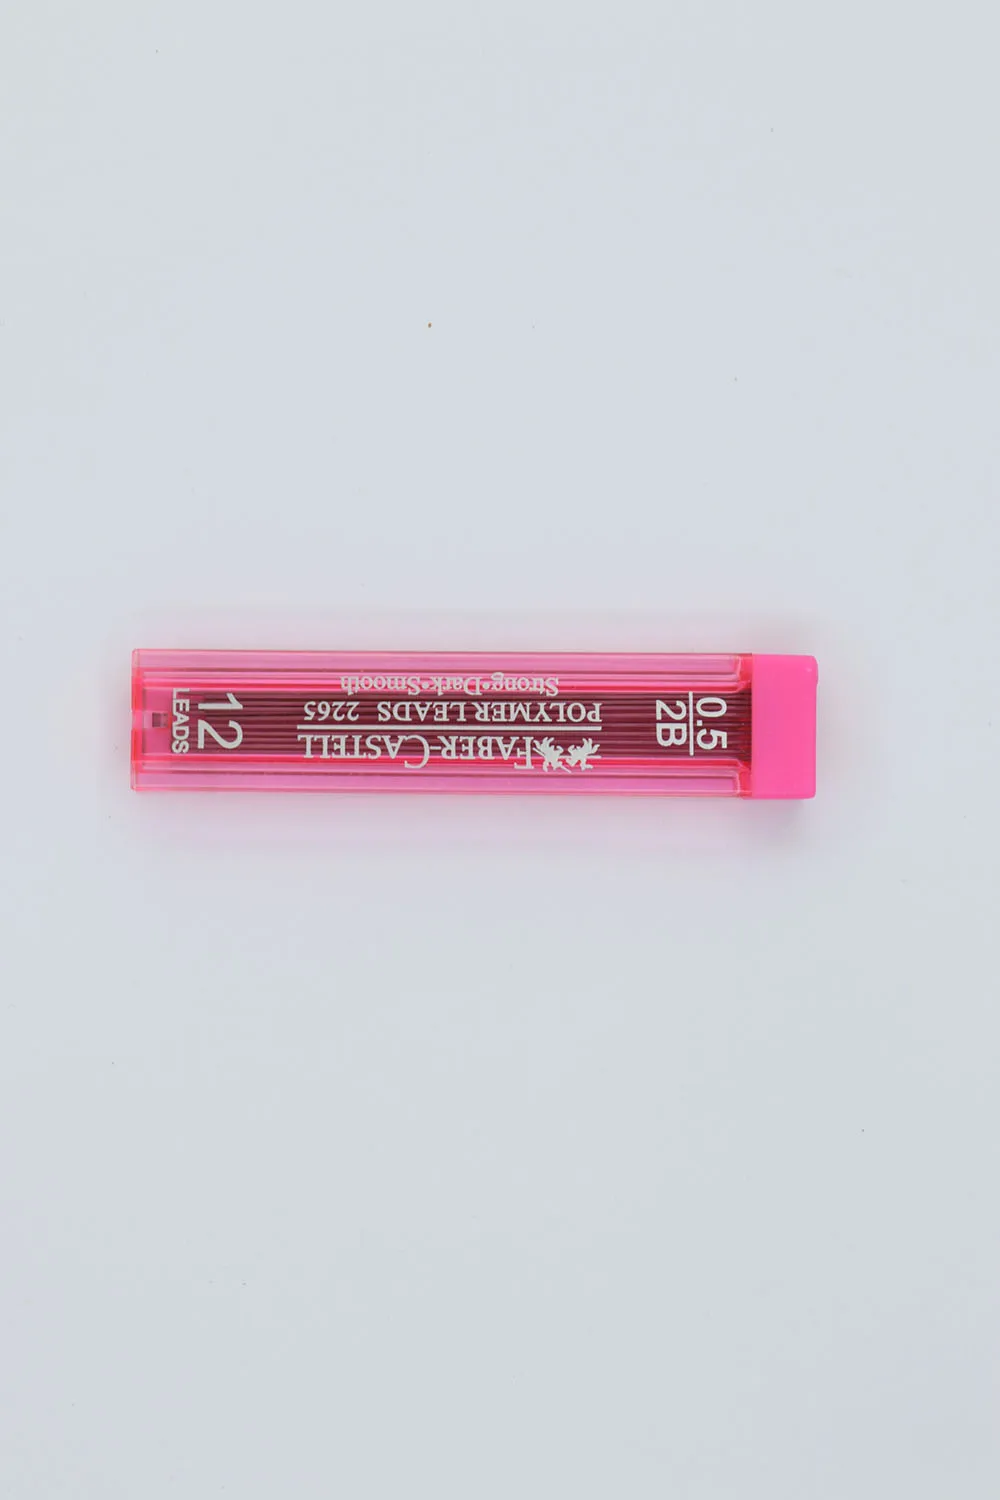 0.5
2B
FABER-CASTELL
POLYMER LEADS 2265
Strong•Dark•Smooth
12
LEADS